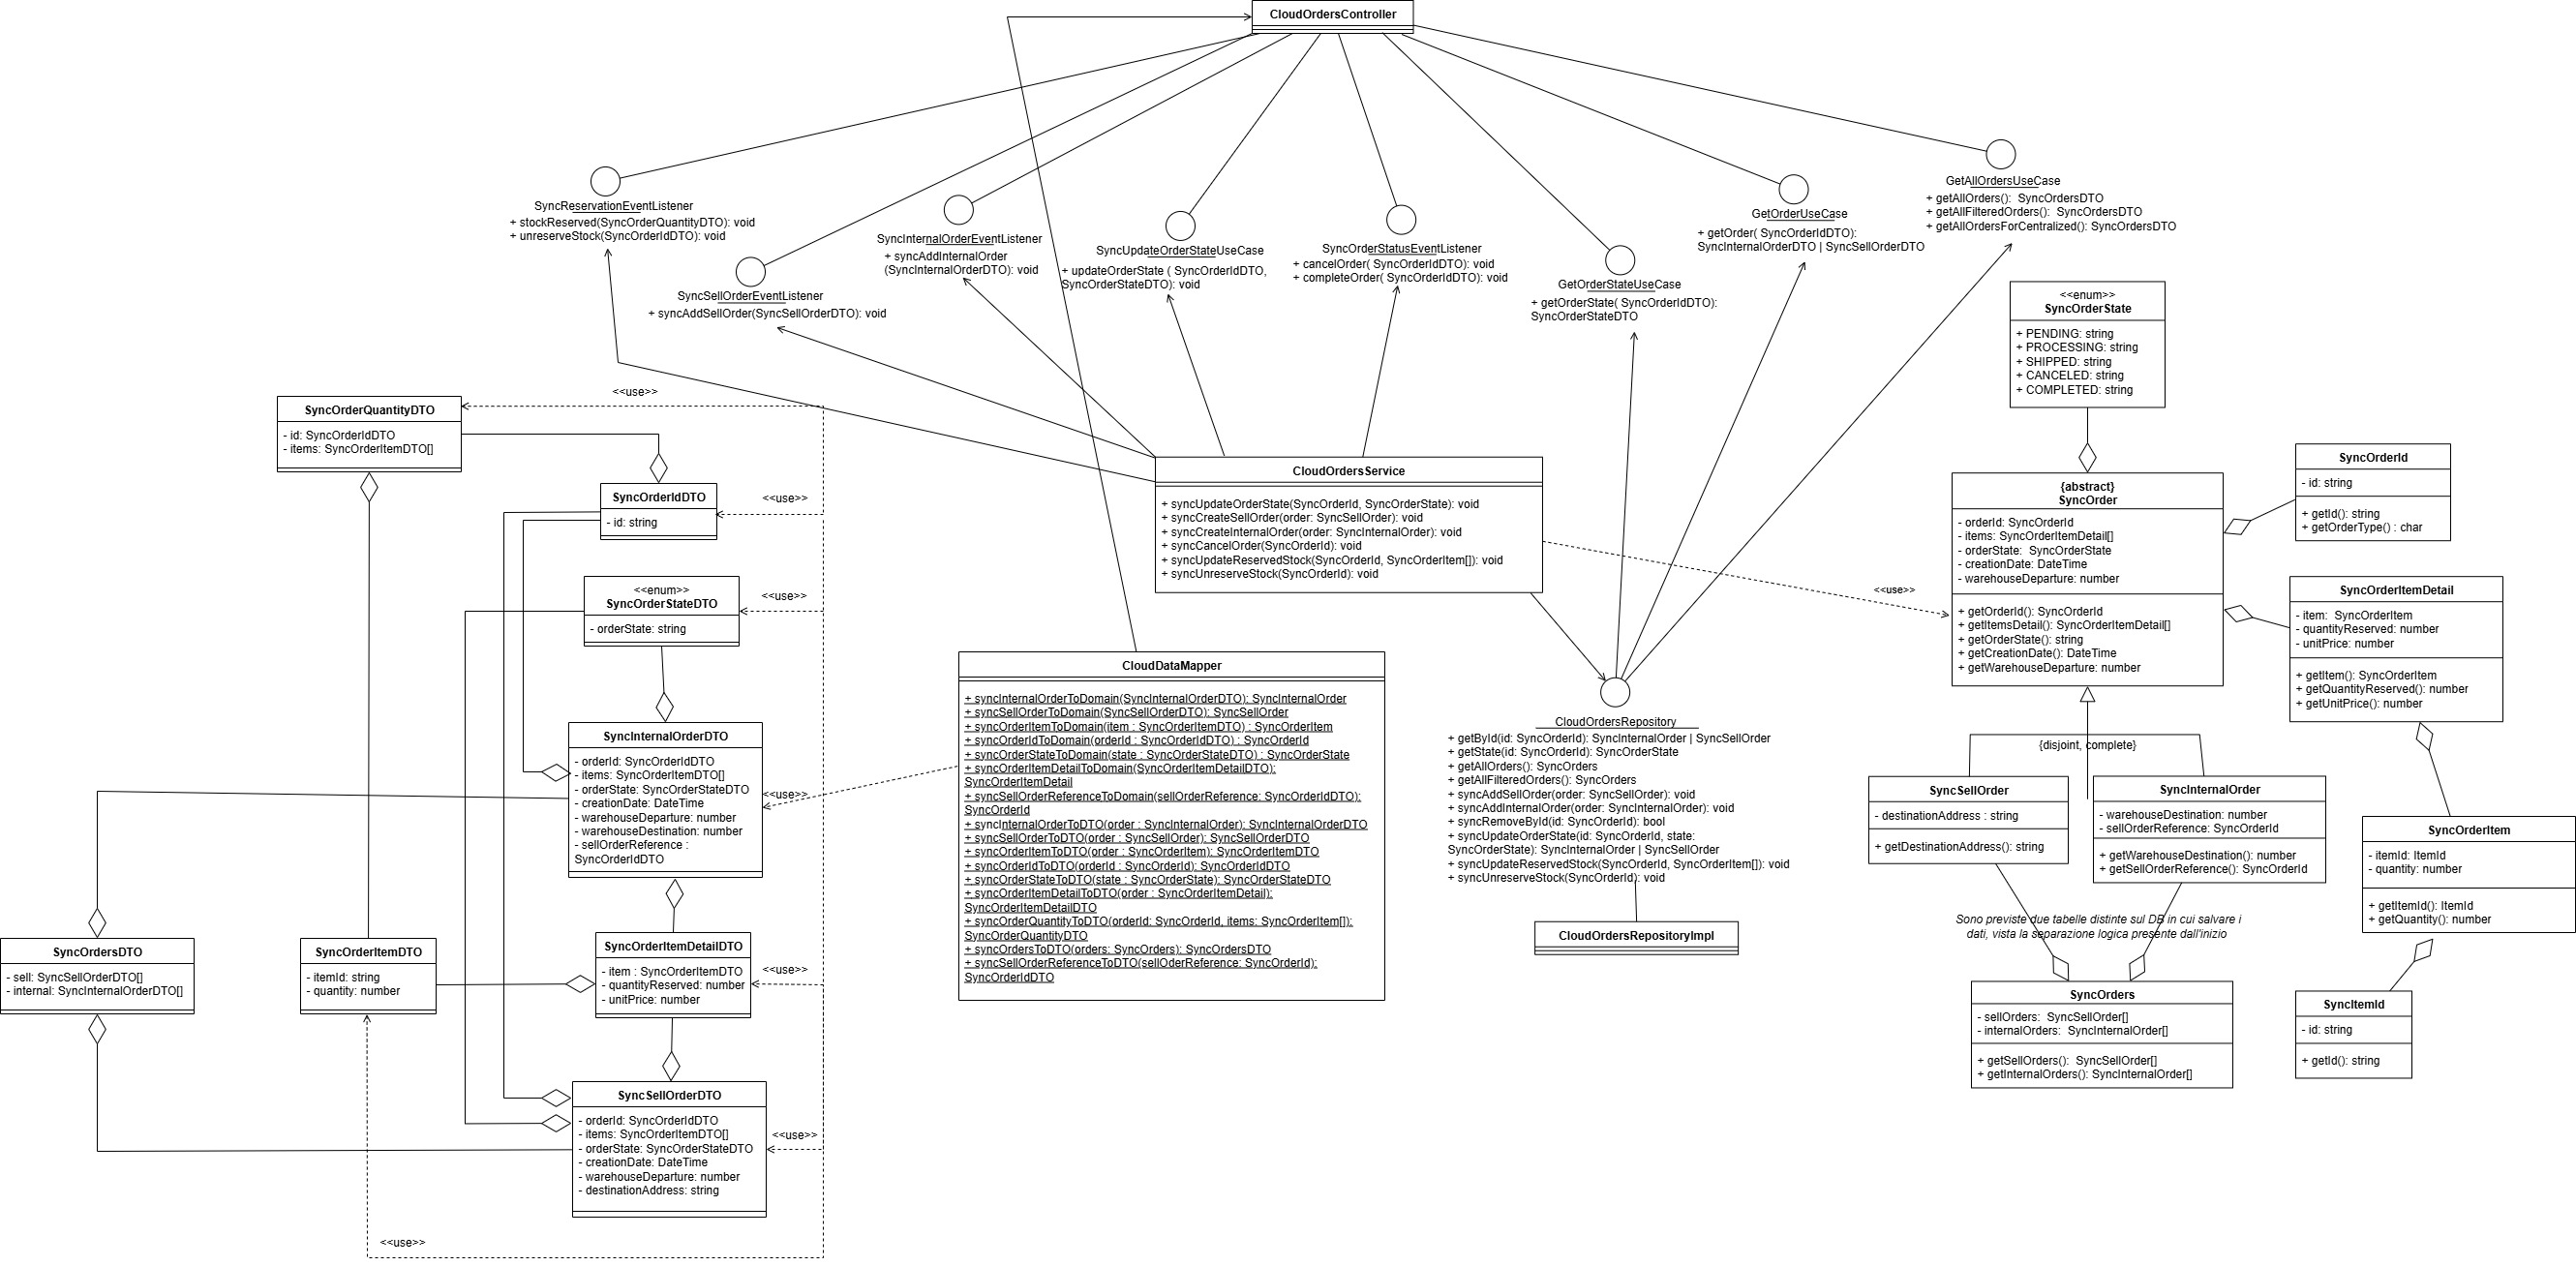 CloudOrdersController
SyncReservationEventListener
+ stockReserved(SyncOrderQuantityDTO): void
+ unreserveStock(SyncOrderIdDTO): void
SyncSellOrderEventListener
+ syncAddSellOrder(SyncSellOrderDTO): void
SyncInternalOrderEventListener
+ syncAddInternalOrder
(SyncInternalOrderDTO): void
SyncUpdateOrderStateUseCase
+ updateOrderState ( SyncOrderIdDTO,
SyncOrderStateDTO): void
SyncOrderStatusEventListener
+ cancelOrder( SyncOrderIdDTO): void
+ completeOrder( SyncOrderIdDTO): void
GetOrderStateUseCase
+ getOrderState( SyncOrderIdDTO):
SyncOrderStateDTO
GetOrderUseCase
+ getOrder( SyncOrderIdDTO):
SyncInternalOrderDTO | SyncSellOrderDTO
GetAllOrdersUseCase
+ getAllOrders():  SyncOrdersDTO
+ getAllFilteredOrders():  SyncOrdersDTO
+ getAllOrdersForCentralized(): SyncOrdersDTO
<<enum>>
SyncOrderState
+ PENDING: string
+ PROCESSING: string
+ SHIPPED: string
+ CANCELED: string
+ COMPLETED: string
<<use>>
SyncOrderQuantityDTO
- id: SyncOrderIdDTO
- items: SyncOrderItemDTO[]
SyncOrderIdDTO
- id: string
<<use>>
<<enum>>
SyncOrderStateDTO
- orderState: string
<<use>>
CloudOrdersService
+ syncUpdateOrderState(SyncOrderId, SyncOrderState): void
+ syncCreateSellOrder(order: SyncSellOrder): void
+ syncCreateInternalOrder(order: SyncInternalOrder): void
+ syncCancelOrder(SyncOrderId): void
+ syncUpdateReservedStock(SyncOrderId, SyncOrderItem[]): void
+ syncUnreserveStock(SyncOrderId): void
<<use>>
{abstract}
SyncOrder
- orderId: SyncOrderId
- items: SyncOrderItemDetail[]
- orderState:  SyncOrderState
- creationDate: DateTime
- warehouseDeparture: number
+ getOrderId(): SyncOrderId
+ getItemsDetail(): SyncOrderItemDetail[]
+ getOrderState(): string
+ getCreationDate(): DateTime
+ getWarehouseDeparture: number
SyncOrderId
- id: string
+ getId(): string
+ getOrderType() : char
SyncOrderItemDetail
- item:  SyncOrderItem
- quantityReserved: number
- unitPrice: number
+ getItem(): SyncOrderItem
+ getQuantityReserved(): number
+ getUnitPrice(): number
SyncInternalOrderDTO
- orderId: SyncOrderIdDTO
- items: SyncOrderItemDTO[]
- orderState: SyncOrderStateDTO
- creationDate: DateTime
- warehouseDeparture: number
- warehouseDestination: number
- sellOrderReference :
SyncOrderIdDTO
<<use>>
CloudDataMapper
+ syncInternalOrderToDomain(SyncInternalOrderDTO): SyncInternalOrder
+ syncSellOrderToDomain(SyncSellOrderDTO): SyncSellOrder
+ syncOrderItemToDomain(item : SyncOrderItemDTO) : SyncOrderItem
+ syncOrderIdToDomain(orderId : SyncOrderIdDTO) : SyncOrderId
+ syncOrderStateToDomain(state : SyncOrderStateDTO) : SyncOrderState
+ syncOrderItemDetailToDomain(SyncOrderItemDetailDTO):
SyncOrderItemDetail
+ syncSellOrderReferenceToDomain(sellOrderReference: SyncOrderIdDTO):
SyncOrderId
+ syncInternalOrderToDTO(order : SyncInternalOrder): SyncInternalOrderDTO
+ syncSellOrderToDTO(order : SyncSellOrder): SyncSellOrderDTO
+ syncOrderItemToDTO(order : SyncOrderItem): SyncOrderItemDTO
+ syncOrderIdToDTO(orderId : SyncOrderId): SyncOrderIdDTO
+ syncOrderStateToDTO(state : SyncOrderState): SyncOrderStateDTO
+ syncOrderItemDetailToDTO(order : SyncOrderItemDetail):
SyncOrderItemDetailDTO
+ syncOrderQuantityToDTO(orderId: SyncOrderId, items: SyncOrderItem[]):
SyncOrderQuantityDTO
+ syncOrdersToDTO(orders: SyncOrders): SyncOrdersDTO
+ syncSellOrderReferenceToDTO(sellOderReference: SyncOrderId):
SyncOrderIdDTO
CloudOrdersRepository
+ getById(id: SyncOrderId): SyncInternalOrder | SyncSellOrder
+ getState(id: SyncOrderId): SyncOrderState
+ getAllOrders(): SyncOrders
+ getAllFilteredOrders(): SyncOrders
+ syncAddSellOrder(order: SyncSellOrder): void
+ syncAddInternalOrder(order: SyncInternalOrder): void
+ syncRemoveById(id: SyncOrderId): bool
+ syncUpdateOrderState(id: SyncOrderId, state:
SyncOrderState): SyncInternalOrder | SyncSellOrder
+ syncUpdateReservedStock(SyncOrderId, SyncOrderItem[]): void
+ syncUnreserveStock(SyncOrderId): void
CloudOrdersRepositoryImpl
{disjoint, complete}
SyncSellOrder
- destinationAddress : string
+ getDestinationAddress(): string
SyncInternalOrder
- warehouseDestination: number
- sellOrderReference: SyncOrderId
+ getWarehouseDestination(): number
+ getSellOrderReference(): SyncOrderId
SyncOrderItem
- itemId: ItemId
- quantity: number
+ getItemId(): ItemId
+ getQuantity(): number
Sono previste due tabelle distinte sul DB in cui salvare i
dati, vista la separazione logica presente dall'inizio
SyncOrders
- sellOrders:  SyncSellOrder[]
- internalOrders:  SyncInternalOrder[]
+ getSellOrders():  SyncSellOrder[]
+ getInternalOrders(): SyncInternalOrder[]
SyncItemId
- id: string
+ getId(): string
SyncOrdersDTO
- sell: SyncSellOrderDTO[]
- internal: SyncInternalOrderDTO[]
SyncOrderItemDTO
- itemId: string
- quantity: number
SyncOrderItemDetailDTO
- item : SyncOrderItemDTO
- quantityReserved: number
- unitPrice: number
<<use>>
SyncSellOrderDTO
- orderId: SyncOrderIdDTO
- items: SyncOrderItemDTO[]
- orderState: SyncOrderStateDTO
- creationDate: DateTime
- warehouseDeparture: number
- destinationAddress: string
<<use>>
<<use>>